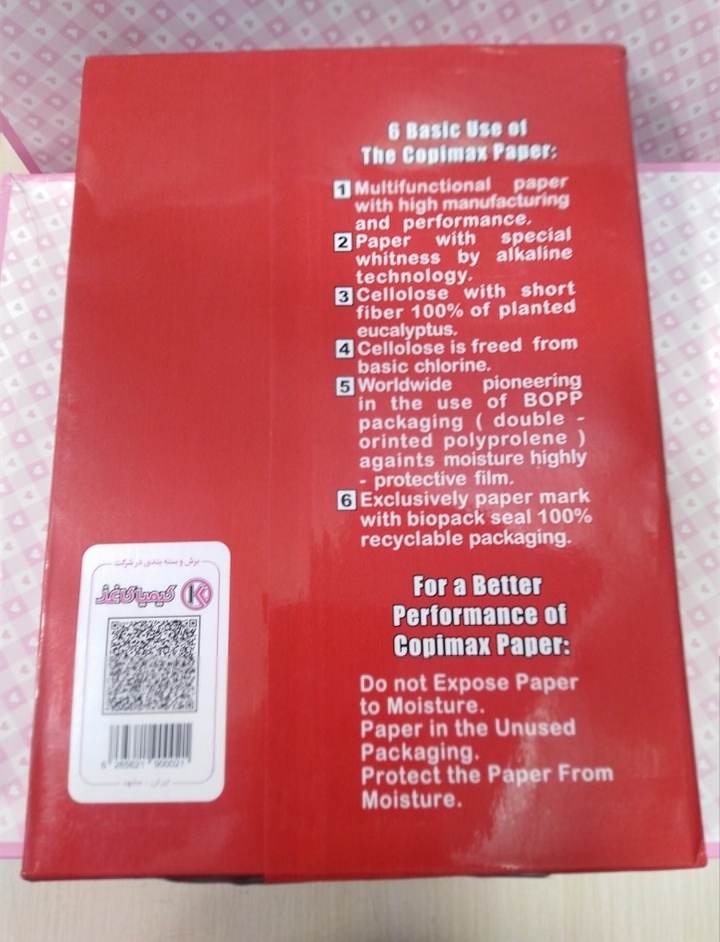 6 Basic Use of
The Copimax Paper:
1 Multifunctional paper
with high manufacturing
and performance.
2 Paper with special
whitness by alkaline
technology.
3 Cellolose with short
fiber 100% of planted
eucalyptus.
4 Cellolose is freed from
basic chlorine.
5 Worldwide pioneering
in the use of BOPP
packaging ( double -
orinted polyprolene )
againts moisture highly
- protective film.
6 Exclusively paper mark
with biopack seal 100%
recyclable packaging.
For a Better
Performance of
Copimax Paper:
Do not Expose Paper
to Moisture.
Paper in the Unused
Packaging.
Protect the Paper From
Moisture.
برش و بسته بندی در شرکت
کیمیا کاغذ
K
6 265621 900021
ایران - مشهد